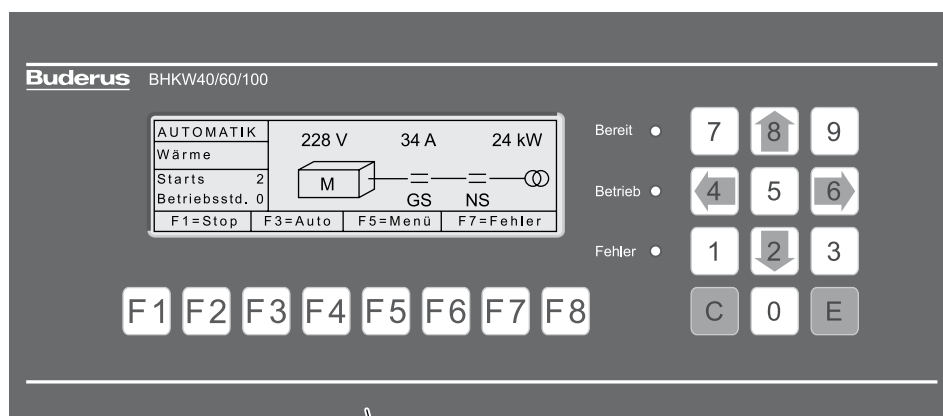 Buderus BHKW40/60/100
AUTOMATIK
228 V 34 A 24 kW
Wärme
Starts 2
M
Betriebsstd. 0
GS NS
F1=Stop F3=Auto F5=Menü F7=Fehler
Bereit
Betrieb
Fehler
7 8 9
4 5 6
1 2 3
C 0 E
F1 F2 F3 F4 F5 F6 F7 F8